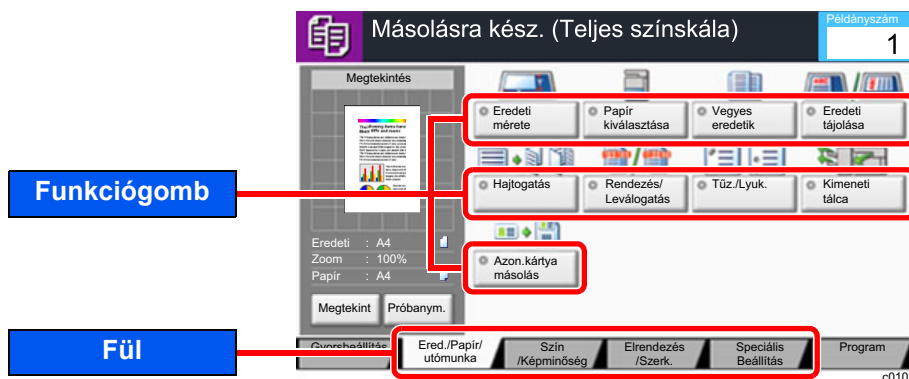 Másolásra kész. (Teljes színskála)
Példányszám
1
Megtekintés
Eredeti : A4
Zoom : 100%
Papír : A4
Megtekint
Próbanym.
Eredeti
mérete
Papír
kiválasztása
Vegyes
eredetik
Eredeti
tájolása
Hajtogatás
Rendezés/
Leválogatás
Tűz./Lyuk.
Kimeneti
tálca
Azon.kártya
másolás
Funkciógomb
Fül
Gyorsbeállítás
Ered./Papír/
utómunka
Szín
/Képminőség
Elrendezés
/Szerk.
Speciális
Beállítás
Program